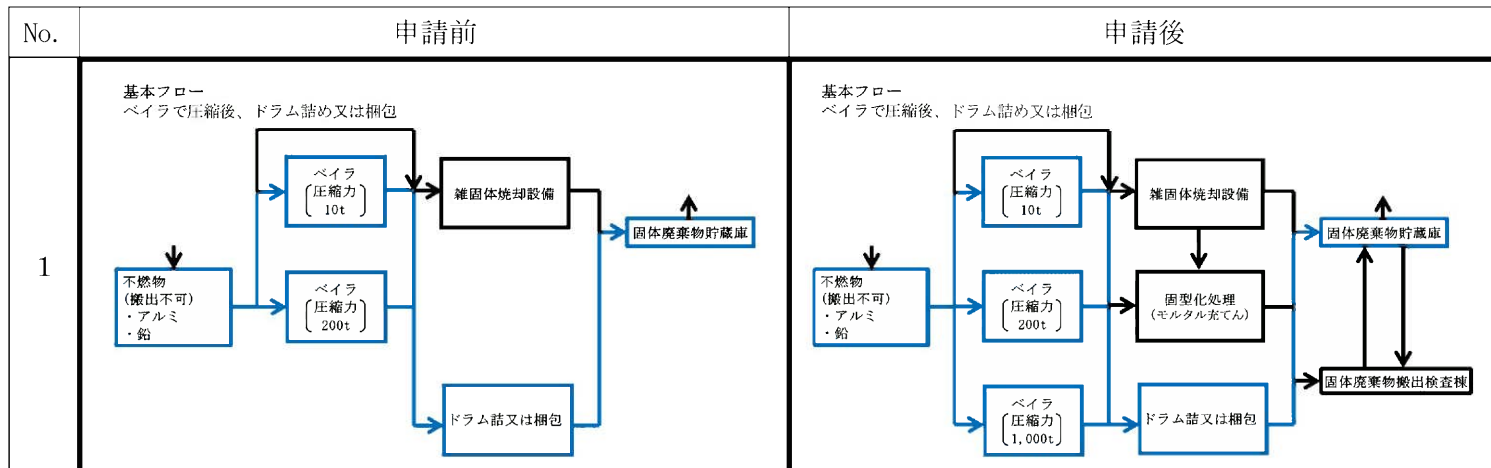 No.
申請前
申請後
1
基本フロー
ベイラで圧縮後、ドラム詰め又は梱包
ベイラ
圧縮力
10t
雑固体焼却設備
固体廃棄物貯蔵庫
不燃物
(搬出不可)
・アルミ
・鉛
ベイラ
圧縮力
200t
ドラム詰又は梱包
基本フロー
ベイラで圧縮後、ドラム詰め又は梱包
ベイラ
圧縮力
10t
雑固体焼却設備
固体廃棄物貯蔵庫
不燃物
(搬出不可)
・アルミ
・鉛
ベイラ
圧縮力
200t
固型化処理
(モルタル充てん)
固体廃棄物搬出検査棟
ベイラ
圧縮力
1,000t
ドラム詰又は梱包